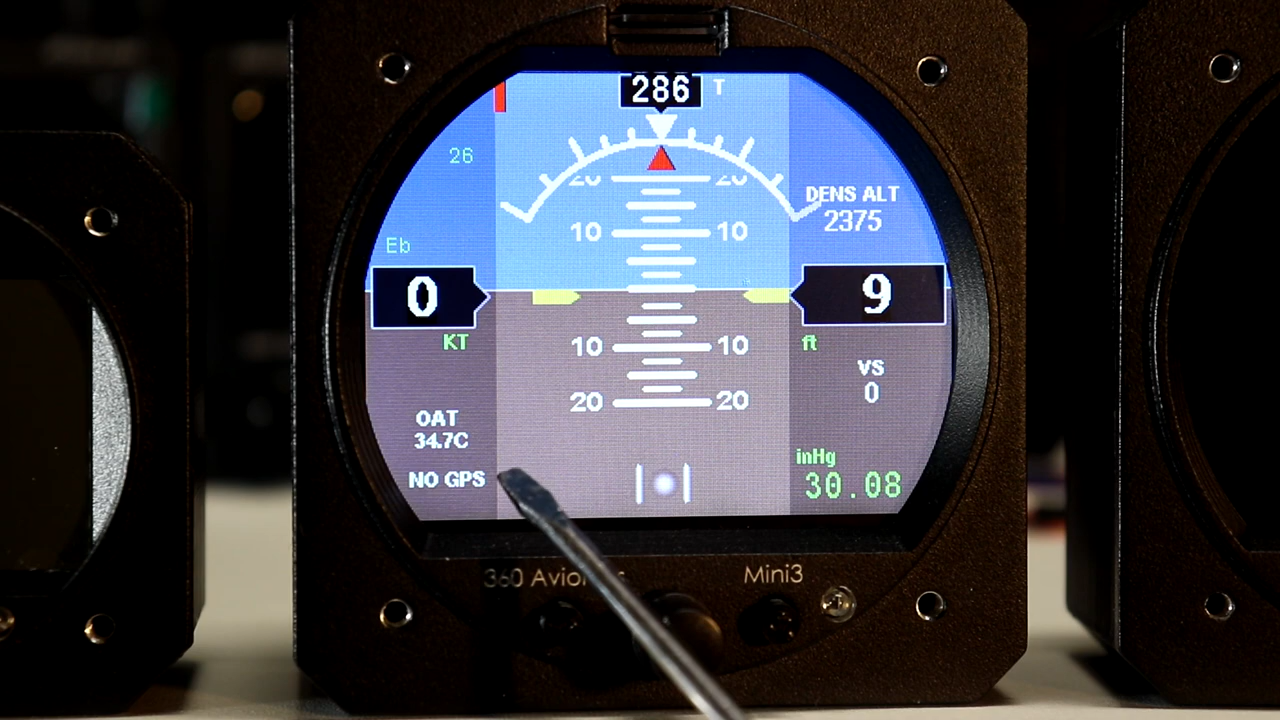 286 T
26
20 20
DENS ALT
2375
10 10
Eb
0
9
KT
ft
10 10
VS
0
20 20
OAT
34.7C
inHg
30.08
NO GPS
360
Mini3